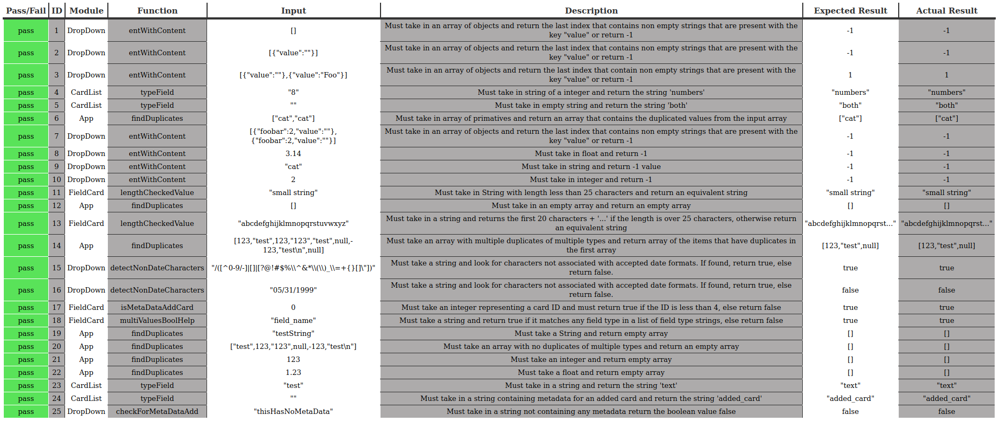 Pass/Fail ID Module Function Input Description Expected Result Actual Result
pass 1 DropDown entWithContent [] Must take in an array of objects and return the last index that contains non empty strings that are present with the key "value" or return -1 -1 -1
pass 2 DropDown entWithContent [{"value":""}] Must take in an array of objects and return the last index that contains non empty strings that are present with the key "value" or return -1 -1 -1
pass 3 DropDown entWithContent [{"value":""},{"value":"Foo"}] Must take in an array of objects and return the last index that contain non empty strings that are present with the key "value" or return -1 1 1
pass 4 CardList typeField "8" Must take in string of a integer and return the string 'numbers' "numbers" "numbers"
pass 5 CardList typeField "" Must take in empty string and return the string 'both' "both" "both"
pass 6 App findDuplicates ["cat","cat"] Must take in array of primatives and return an array that contains the duplicated values from the input array ["cat"] ["cat"]
pass 7 DropDown entWithContent [{"foobar":2,"value":""}, {"foobar":2,"value":""}] Must take in an array of objects and return the last index that contains non empty strings that are present with the key "value" or return -1 -1 -1
pass 8 DropDown entWithContent 3.14 Must take in float and return -1 -1 -1
pass 9 DropDown entWithContent "cat" Must take in string and return -1 value -1 -1
pass 10 DropDown entWithContent 2 Must take in integer and return -1 -1 -1
pass 11 FieldCard lengthCheckedValue "small string" Must take in String with length less than 25 characters and return an equivalent string "small string" "small string"
pass 12 App findDuplicates [] Must take in an empty array and return an empty array [] []
pass 13 FieldCard lengthCheckedValue "abcdefghijklmnopqrstuvwxyz" Must take in a string and returns the first 20 characters + '...' if the length is over 25 characters, otherwise return an equivalent string "abcdefghijklmnopqrst..." "abcdefghijklmnopqrst..."
pass 14 App findDuplicates [123,"test",123,"123","test",null,-123,"test\n",null] Must take an array with multiple duplicates of multiple types and return array of the items that have duplicates in the first array [123,"test",null] [123,"test",null]
pass 15 DropDown detectNonDateCharacters "/([^0-9/-]|[]|[?@!#$%\\^&*\\(\\)_\\=+{}[]\"])" Must take a string and look for characters not associated with accepted date formats. If found, return true, else return false. true true
pass 16 DropDown detectNonDateCharacters "05/31/1999" Must take a string and look for characters not associated with accepted date formats. If found, return true, else return false. false false
pass 17 FieldCard isMetaDataAddCard 0 Must take an integer representing a card ID and must return true if the ID is less than 4, else return false true true
pass 18 FieldCard multiValuesBoolHelp "field_name" Must take a string and return true if it matches any field type in a list of field type strings, else return false true true
pass 19 App findDuplicates "testString" Must take a String and return empty array [] []
pass 20 App findDuplicates ["test",123,"123",null,-123,"test\n"] Must take an array with no duplicates of multiple types and return an empty array [] []
pass 21 App findDuplicates 123 Must take an integer and return empty array [] []
pass 22 App findDuplicates 1.23 Must take a float and return empty array [] []
pass 23 CardList typeField "test" Must take in a string and return the string 'text' "text" "text"
pass 24 CardList typeField "" Must take in a string containing metadata for an added card and return the string 'added_card' "added_card" "added_card"
pass 25 DropDown checkForMetaDataAdd "thisHasNoMetaData" Must take in a string not containing any metadata return the boolean value false false false